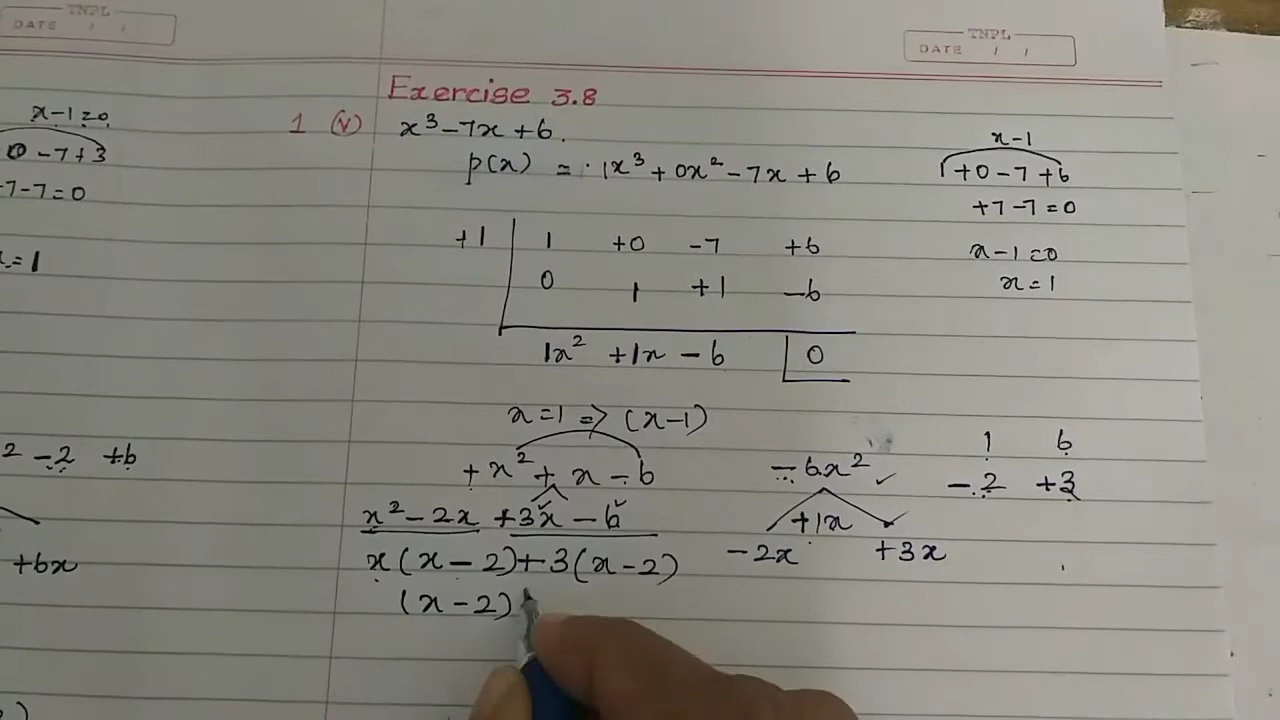 TNPL
DATE / /
TNPL
DATE / /
x-1=0
0 -7+3
-7-7=0
x=1
2 -2 +6
+6x
Exercise 3.8
1 (v) x³-7x+6.
p(x) = 1x³+0x²-7x+6
+1 | 1 +0 -7 +6
0 1 +1 -6
1x² +1x -6 | 0
x=1 => (x-1)
+x²+x-6
x²-2x +3x-6
x(x-2)+3(x-2)
(x-2)
x-1
1+0-7+6
+7-7=0
x-1=0
x=1
-6x² ✓
+1x
-2x +3x
1 6
-2 +3